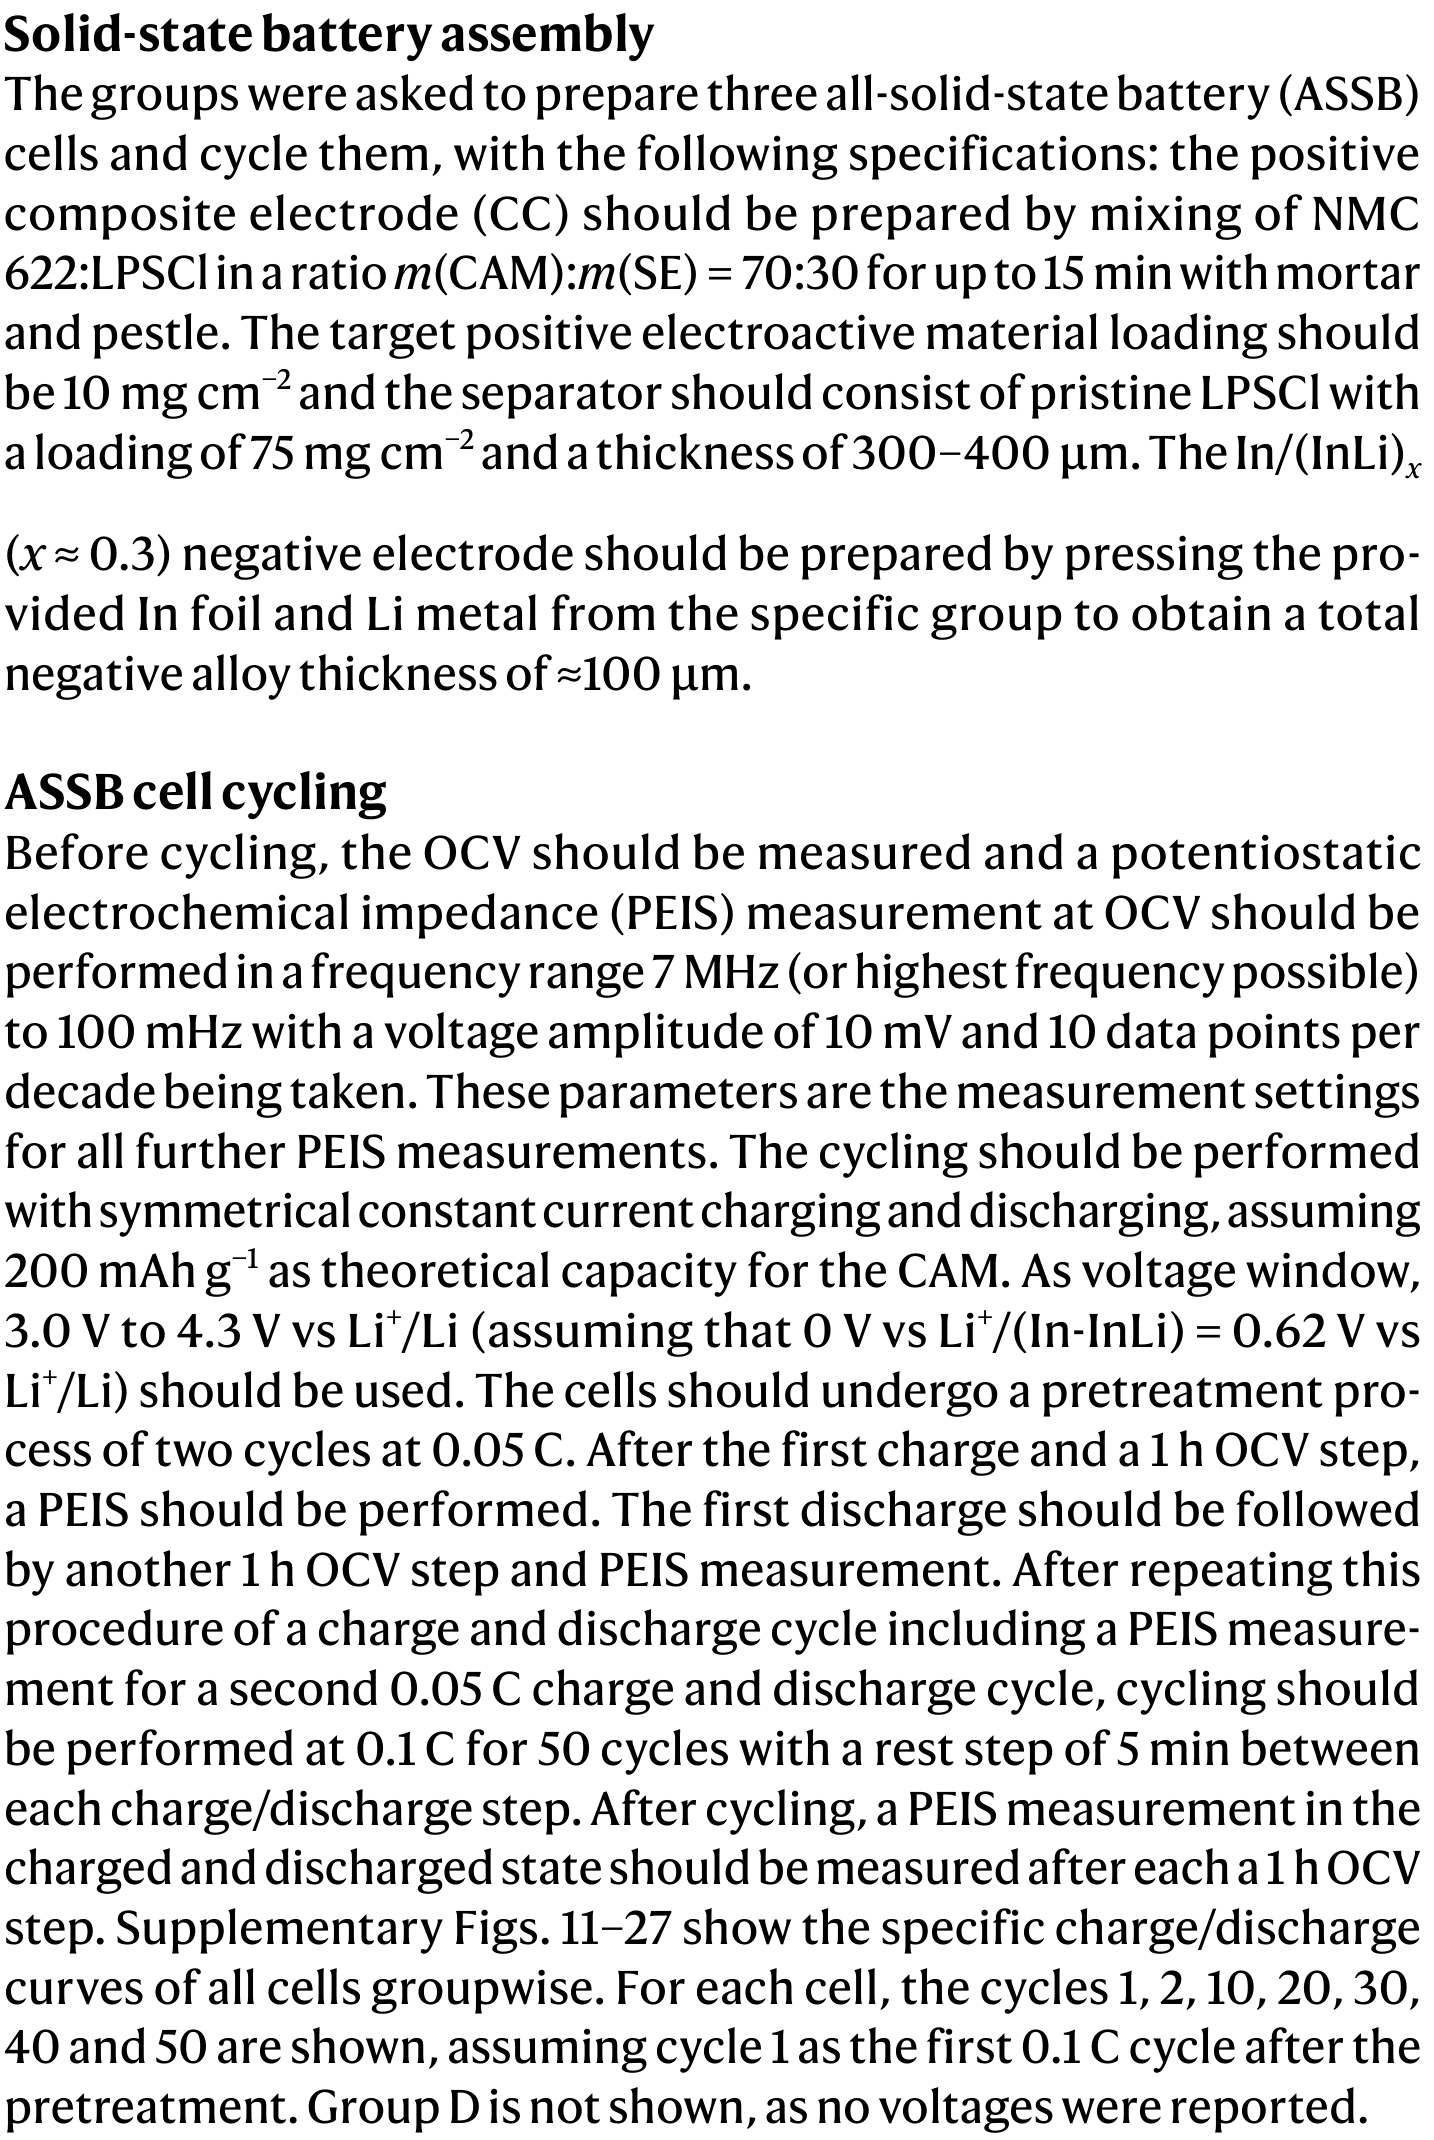 Solid-state battery assembly
The groups were asked to prepare three all-solid-state battery (ASSB)
cells and cycle them, with the following specifications: the positive
composite electrode (CC) should be prepared by mixing of NMC
622:LPSCl in a ratio m(CAM):m(SE) = 70:30 for up to 15 min with mortar
and pestle. The target positive electroactive material loading should
be 10 mg cm⁻² and the separator should consist of pristine LPSCl with
a loading of 75 mg cm⁻² and a thickness of 300–400 μm. The In/(InLi)ₓ
(x ≈ 0.3) negative electrode should be prepared by pressing the pro-
vided In foil and Li metal from the specific group to obtain a total
negative alloy thickness of ≈100 μm.
ASSB cell cycling
Before cycling, the OCV should be measured and a potentiostatic
electrochemical impedance (PEIS) measurement at OCV should be
performed in a frequency range 7 MHz (or highest frequency possible)
to 100 mHz with a voltage amplitude of 10 mV and 10 data points per
decade being taken. These parameters are the measurement settings
for all further PEIS measurements. The cycling should be performed
with symmetrical constant current charging and discharging, assuming
200 mAh g⁻¹ as theoretical capacity for the CAM. As voltage window,
3.0 V to 4.3 V vs Li⁺/Li (assuming that 0 V vs Li⁺/(In-InLi) = 0.62 V vs
Li⁺/Li) should be used. The cells should undergo a pretreatment pro-
cess of two cycles at 0.05 C. After the first charge and a 1 h OCV step,
a PEIS should be performed. The first discharge should be followed
by another 1 h OCV step and PEIS measurement. After repeating this
procedure of a charge and discharge cycle including a PEIS measure-
ment for a second 0.05 C charge and discharge cycle, cycling should
be performed at 0.1 C for 50 cycles with a rest step of 5 min between
each charge/discharge step. After cycling, a PEIS measurement in the
charged and discharged state should be measured after each a 1 h OCV
step. Supplementary Figs. 11–27 show the specific charge/discharge
curves of all cells groupwise. For each cell, the cycles 1, 2, 10, 20, 30,
40 and 50 are shown, assuming cycle 1 as the first 0.1 C cycle after the
pretreatment. Group D is not shown, as no voltages were reported.